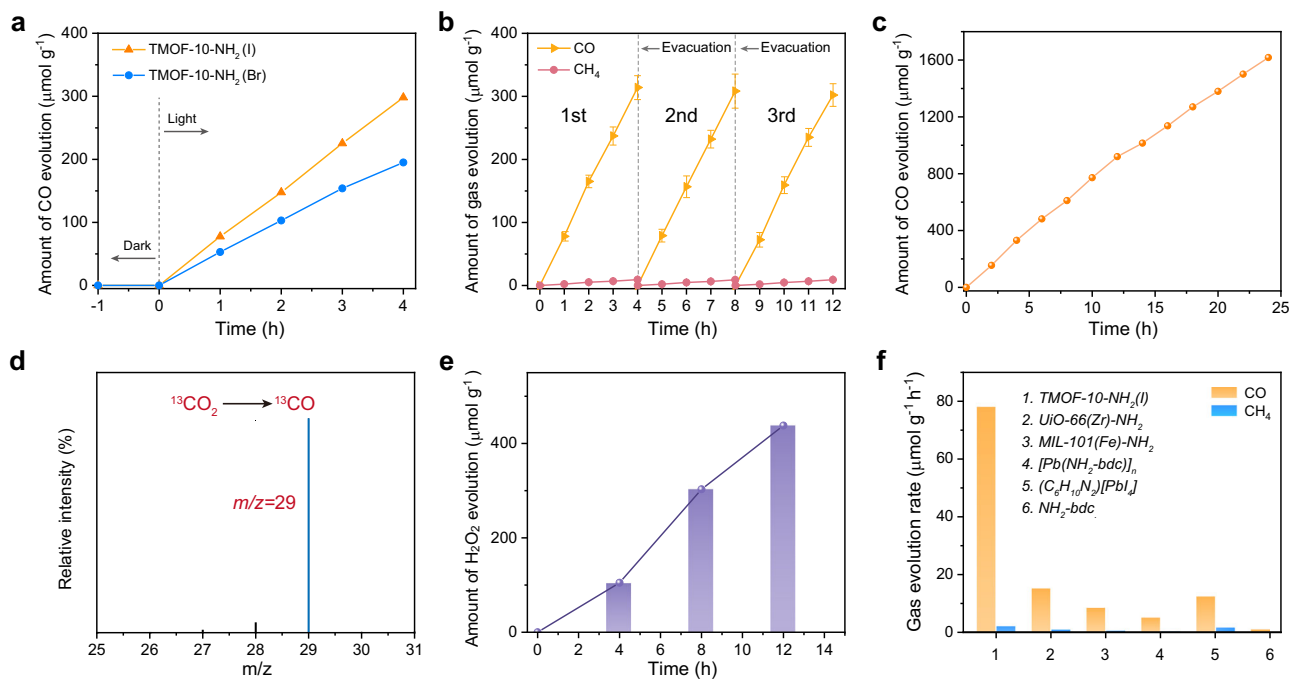 a
Amount of CO evolution (μmol g⁻¹)
400
300
200
100
0
TMOF-10-NH₂(I)
TMOF-10-NH₂(Br)
Light
Dark
-1 0 1 2 3 4
Time (h)
b
Amount of gas evolution (μmol g⁻¹)
400
300
200
100
0
CO
CH₄
Evacuation
Evacuation
1st
2nd
3rd
0 1 2 3 4 5 6 7 8 9 10 11 12
Time (h)
c
Amount of CO evolution (μmol g⁻¹)
1600
1200
800
400
0
0 5 10 15 20 25
Time (h)
d
Relative intensity (%)
¹³CO₂ ¹³CO
m/z=29
25 26 27 28 29 30 31
m/z
e
Amount of H₂O₂ evolution (μmol g⁻¹)
400
200
0
0 2 4 6 8 10 12 14
Time (h)
f
Gas evolution rate (μmol g⁻¹ h⁻¹)
80
60
40
20
0
1. TMOF-10-NH₂(I)
2. UiO-66(Zr)-NH₂
3. MIL-101(Fe)-NH₂
4. [Pb(NH₂-bdc)]ₙ
5. (C₆H₁₀N₂)[PbI₄]
6. NH₂-bdc
CO
CH₄
1 2 3 4 5 6